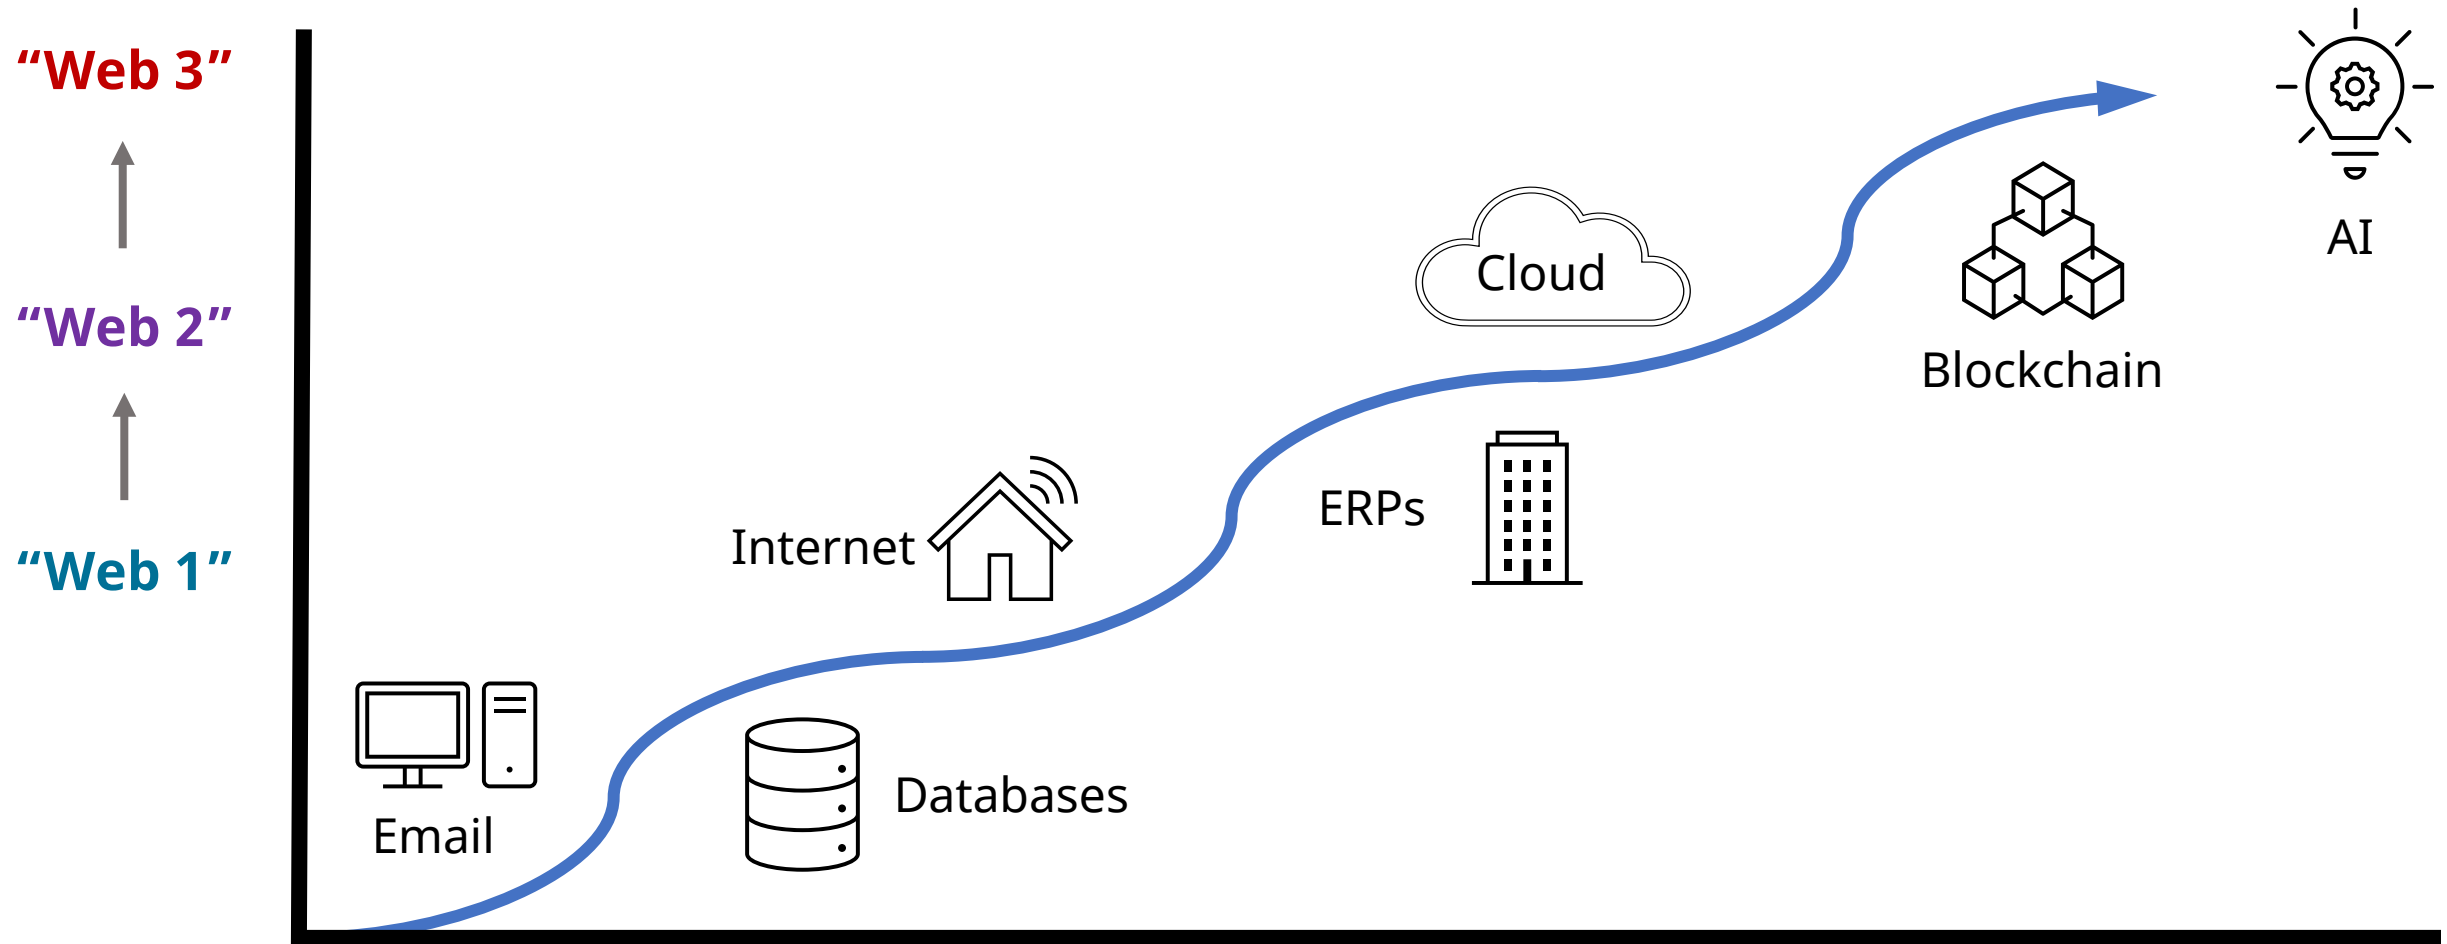 “Web 3”
“Web 2”
“Web 1”
Email
Databases
Internet
ERPs
Cloud
Blockchain
AI